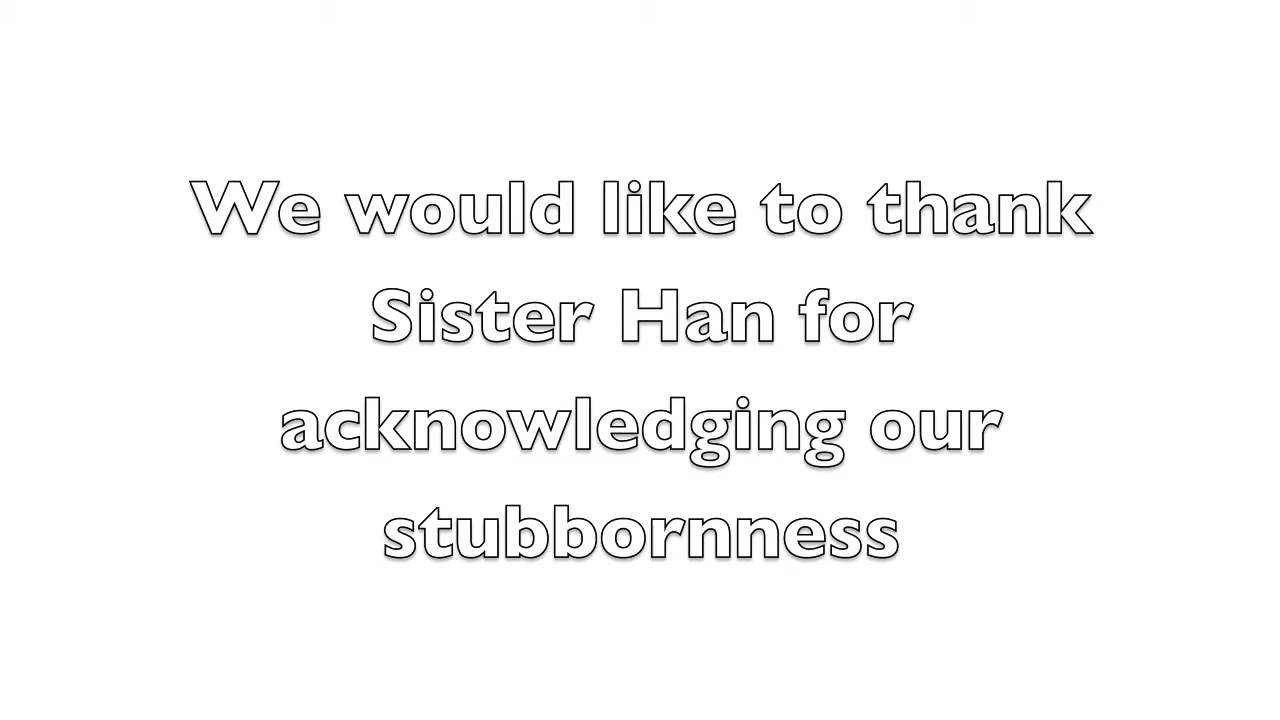 We would like to thank
Sister Han for
acknowledging our
stubbornness